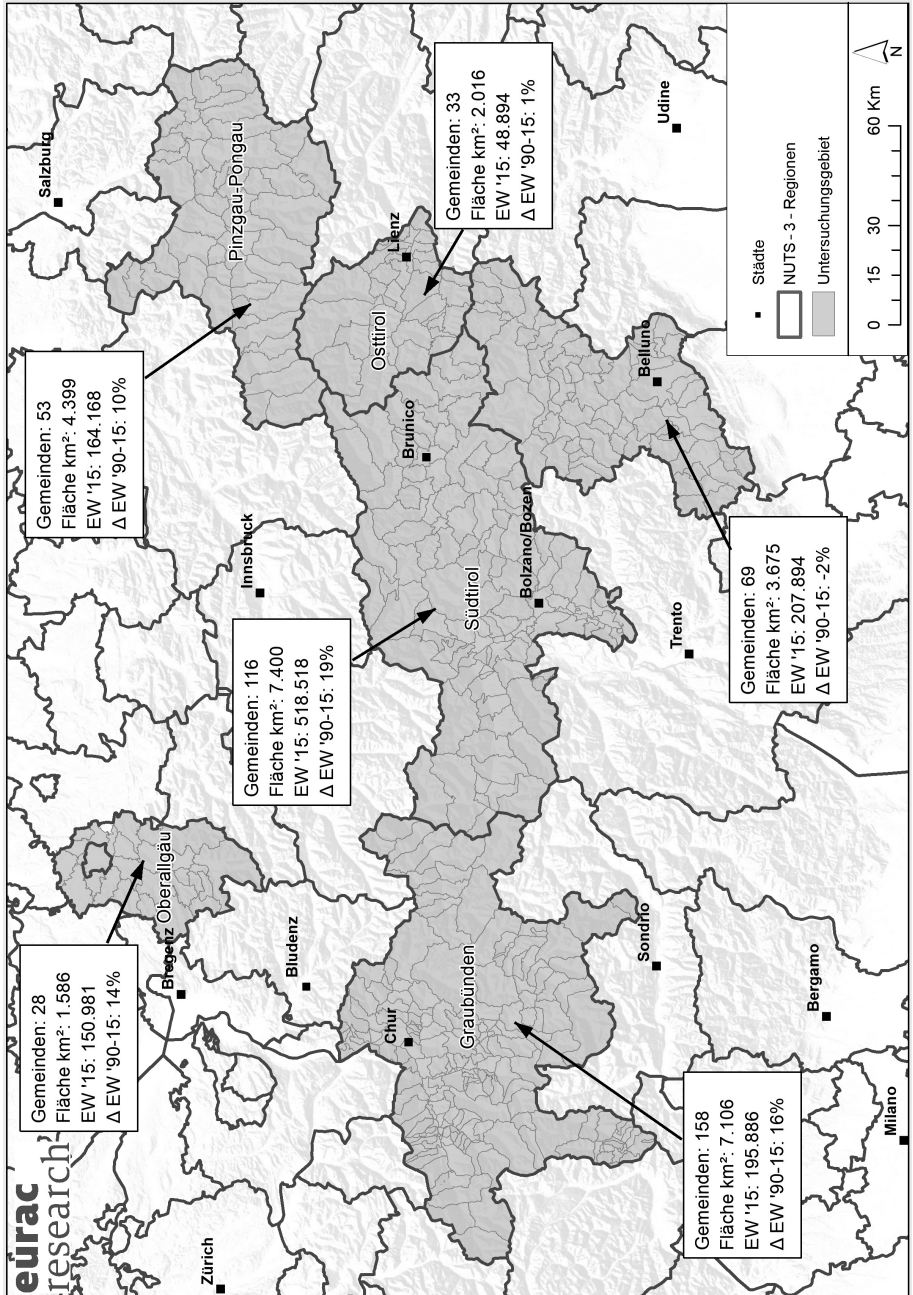 eurac
research
Zürich
Gemeinden: 28
Fläche km²: 1.586
EW '15: 150.981
Δ EW '90-15: 14%
Bregenz
Oberallgäu
Bludenz
Gemeinden: 53
Fläche km²: 4.399
EW '15: 164.168
Δ EW '90-15: 10%
Salzburg
Pinzgau-Pongau
Innsbruck
Gemeinden: 116
Fläche km²: 7.400
EW '15: 518.518
Δ EW '90-15: 19%
Chur
Graubünden
Südtirol
Brunico
Bolzano/Bozen
Osttirol
Lienz
Gemeinden: 33
Fläche km²: 2.016
EW '15: 48.894
Δ EW '90-15: 1%
Gemeinden: 158
Fläche km²: 7.106
EW '15: 195.886
Δ EW '90-15: 16%
Sondrio
Trento
Belluno
Udine
Gemeinden: 69
Fläche km²: 3.675
EW '15: 207.894
Δ EW '90-15: -2%
Bergamo
Milano
Städte
NUTS - 3 - Regionen
Untersuchungsgebiet
0 15 30 60 Km
N